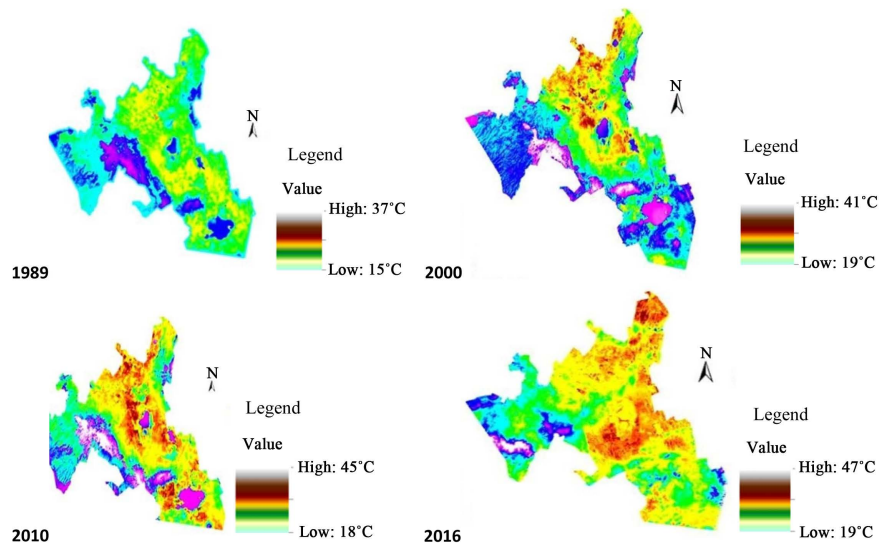 N
Legend
Value
High: 37˚C
Low: 15˚C
1989
N
Legend
Value
High: 41˚C
Low: 19˚C
2000
N
Legend
Value
High: 45˚C
Low: 18˚C
2010
N
Legend
Value
High: 47˚C
Low: 19˚C
2016